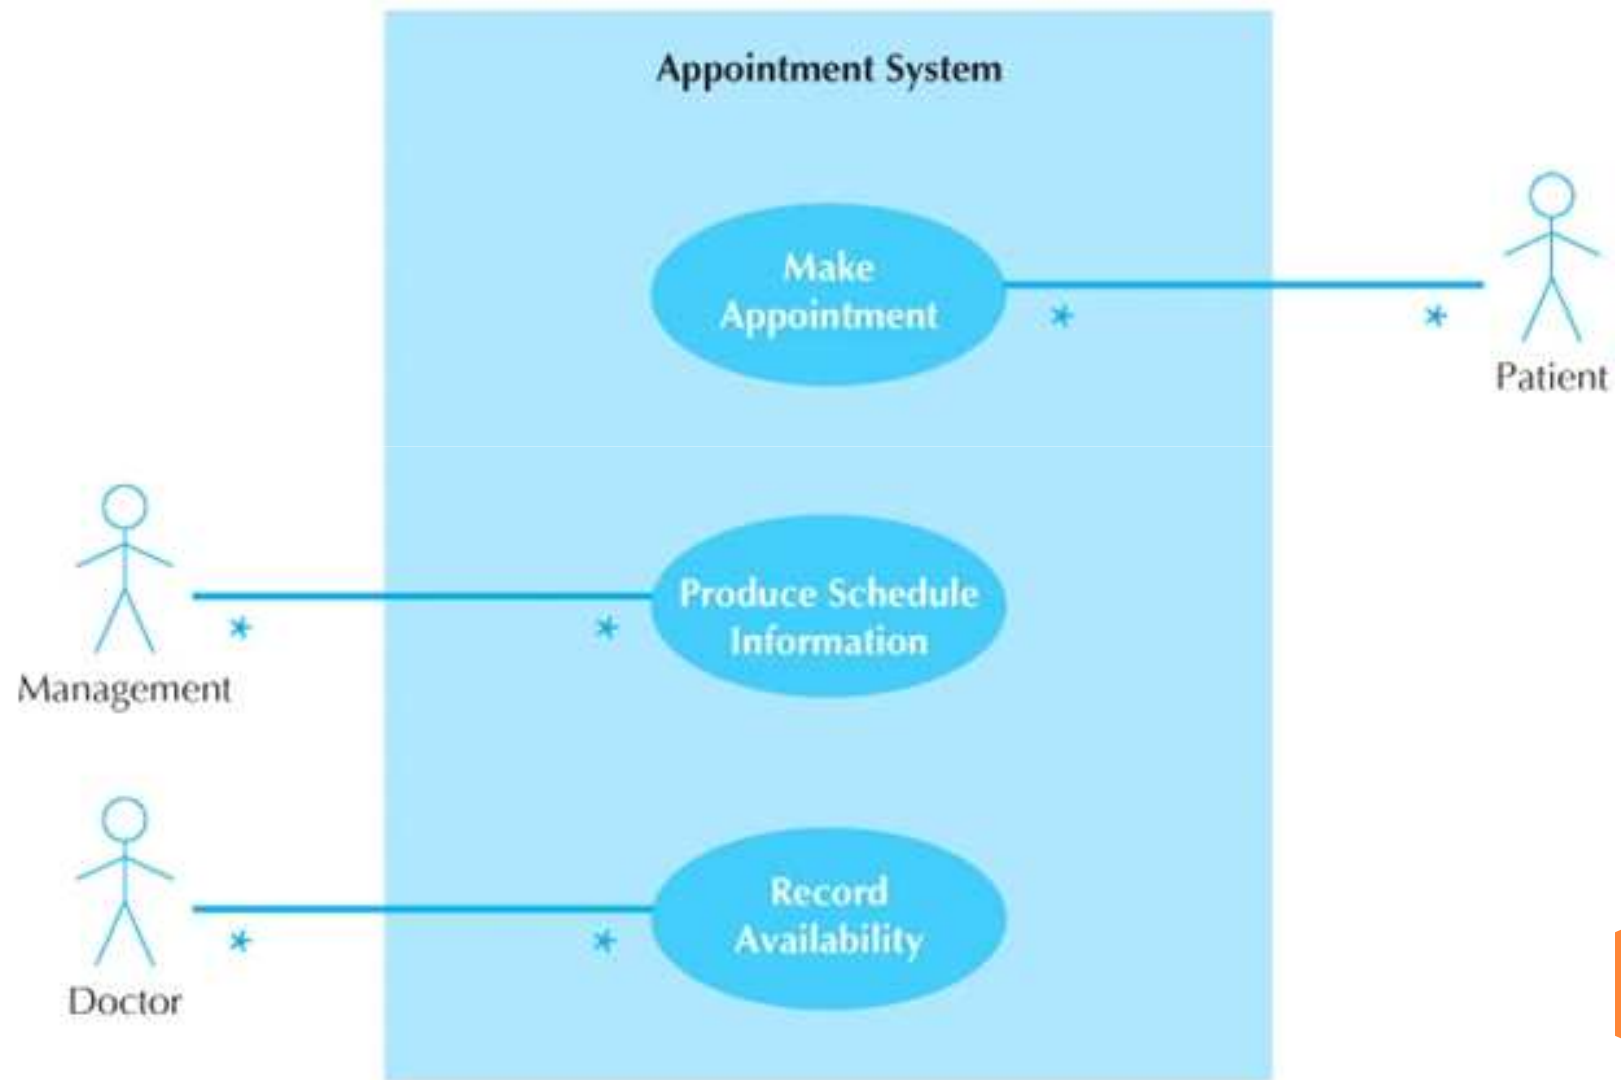 Appointment System
Make
Appointment
*
*
Patient
Produce Schedule
Information
*
*
Management
Record
Availability
*
*
Doctor